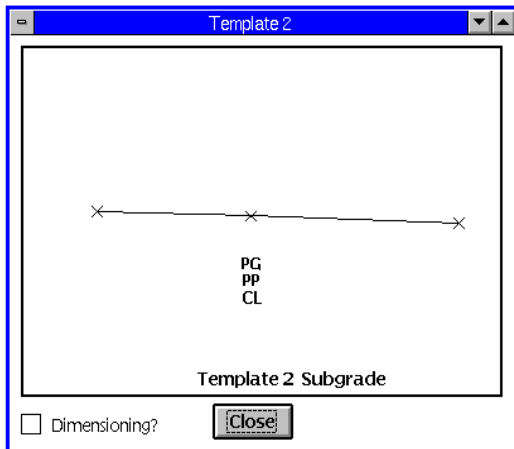 Template 2
PG
PP
CL
Template 2 Subgrade
Dimensioning?
Close